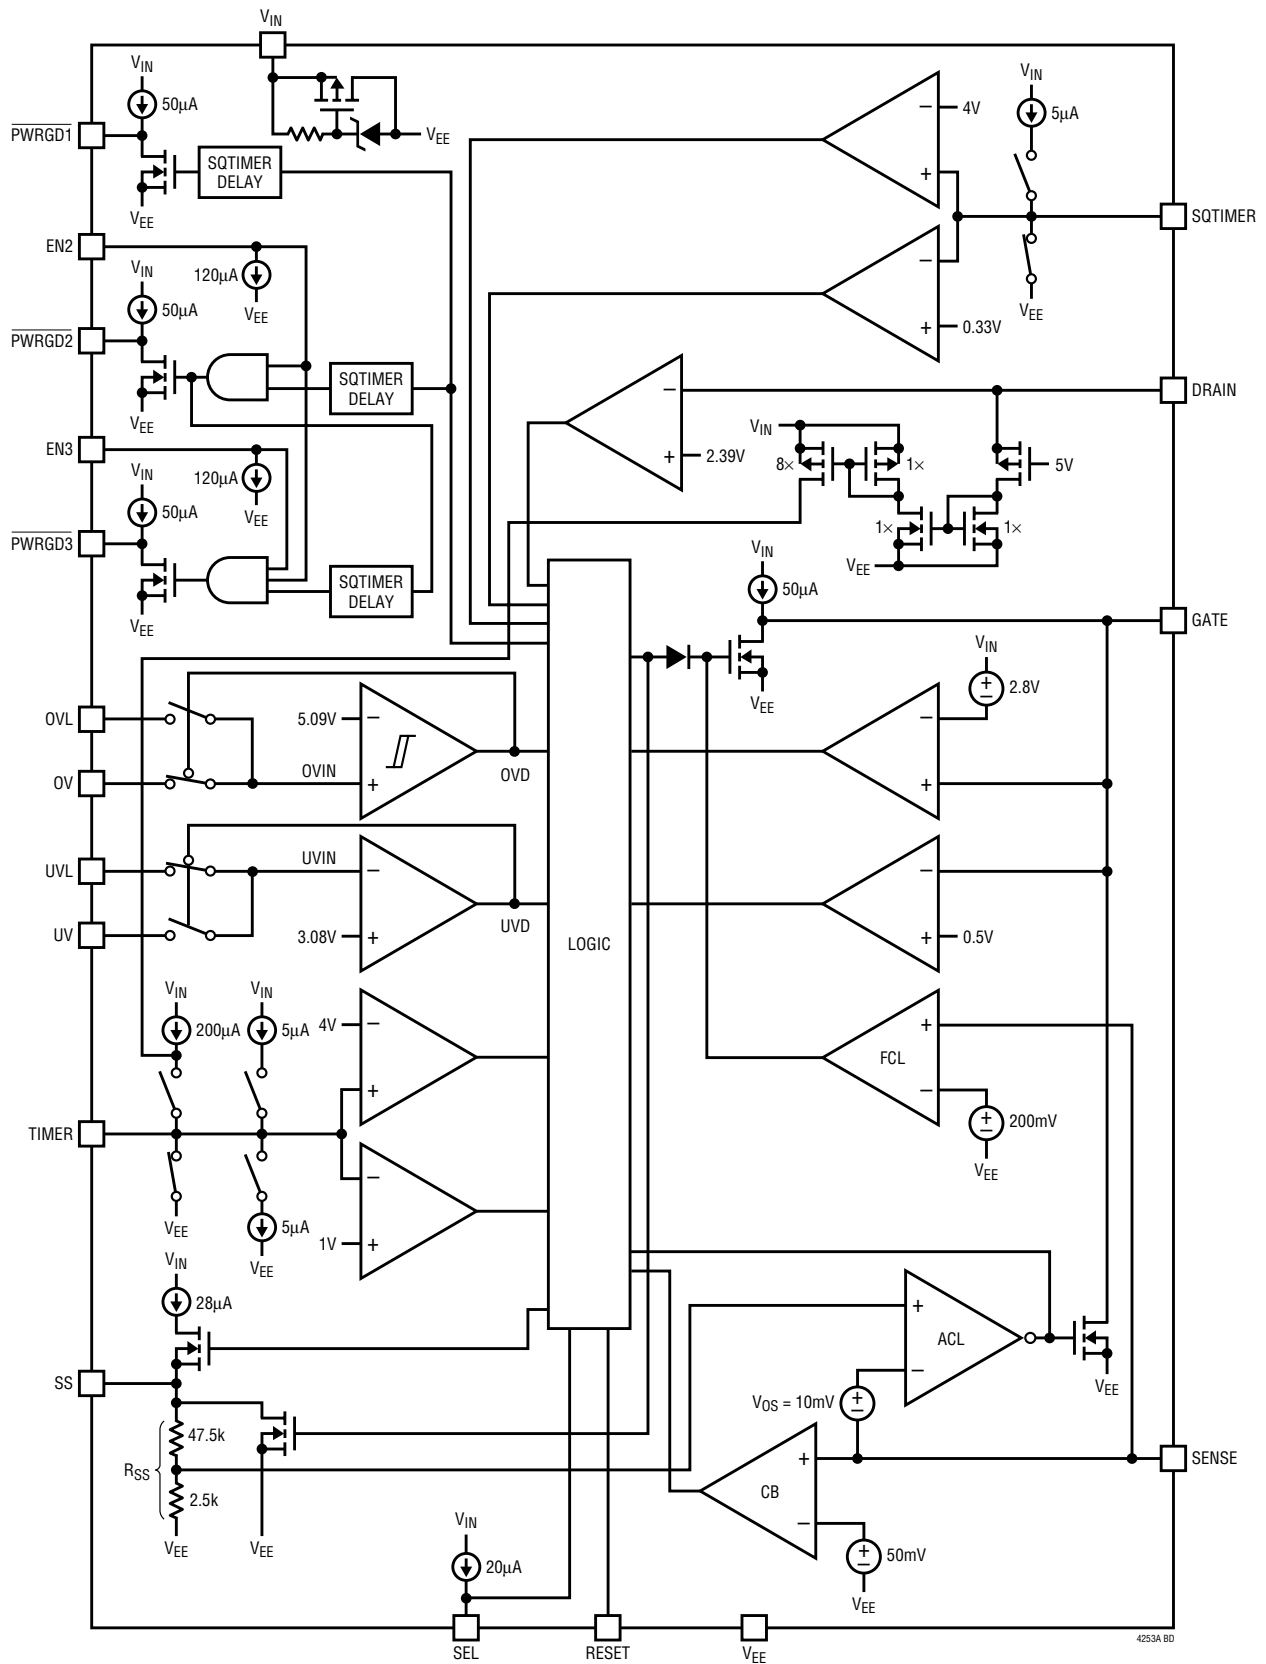 VIN
VIN
50µA
PWRGD1
SQTIMER
DELAY
VEE
VEE
4V
−
+
VIN
5µA
SQTIMER
VEE
−
+
0.33V
EN2
120µA
VEE
VIN
50µA
PWRGD2
SQTIMER
DELAY
VEE
EN3
120µA
VEE
VIN
50µA
PWRGD3
SQTIMER
DELAY
VEE
−
+
2.39V
DRAIN
VIN
8×
1×
5V
1×
1×
VEE
VIN
50µA
GATE
VEE
VIN
+
−
2.8V
−
+
OVL
OV
5.09V
−
OVIN
+
OVD
UVL
UV
UVIN
−
3.08V
+
UVD
LOGIC
−
+
0.5V
VIN
200µA
VIN
5µA
4V
−
+
TIMER
−
1V
+
VEE
5µA
VEE
FCL
+
−
+
−
200mV
VEE
VIN
28µA
SS
47.5k
RSS
2.5k
VEE
VEE
+
ACL
−
VOS = 10mV
+
−
VEE
SENSE
+
CB
−
+
−
50mV
VEE
VIN
20µA
SEL
RESET
VEE
4253A BD